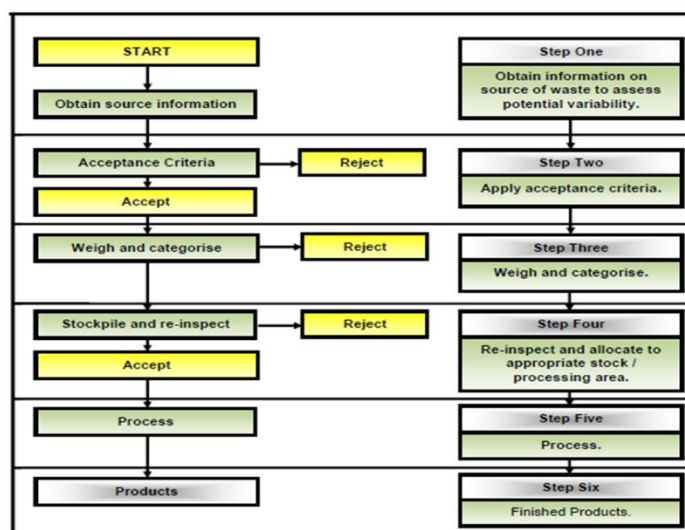 START
Obtain source information
Acceptance Criteria
Reject
Accept
Weigh and categorise
Reject
Stockpile and re-inspect
Reject
Accept
Process
Products
Step One
Obtain information on
source of waste to assess
potential variability.
Step Two
Apply acceptance criteria.
Step Three
Weigh and categorise.
Step Four
Re-inspect and allocate to
appropriate stock /
processing area.
Step Five
Process.
Step Six
Finished Products.